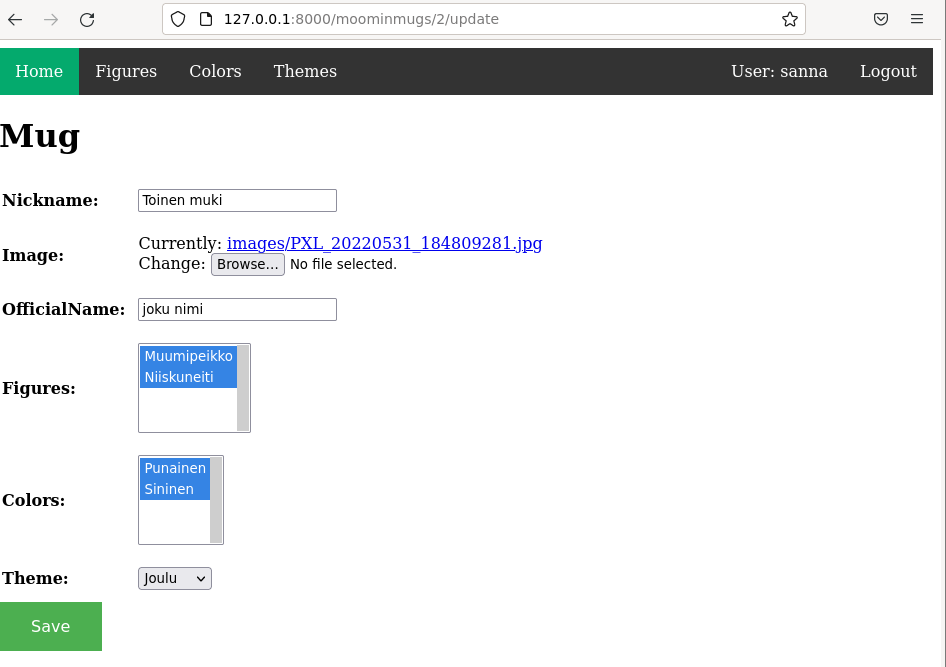 127.0.0.1:8000/moominmugs/2/update
Home Figures Colors Themes User: sanna Logout
Mug
Nickname: Toinen muki
Image: Currently: images/PXL_20220531_184809281.jpg
Change: Browse... No file selected.
OfficialName: joku nimi
Figures: Muumipeikko
Niiskuneiti
Colors: Punainen
Sininen
Theme: Joulu
Save